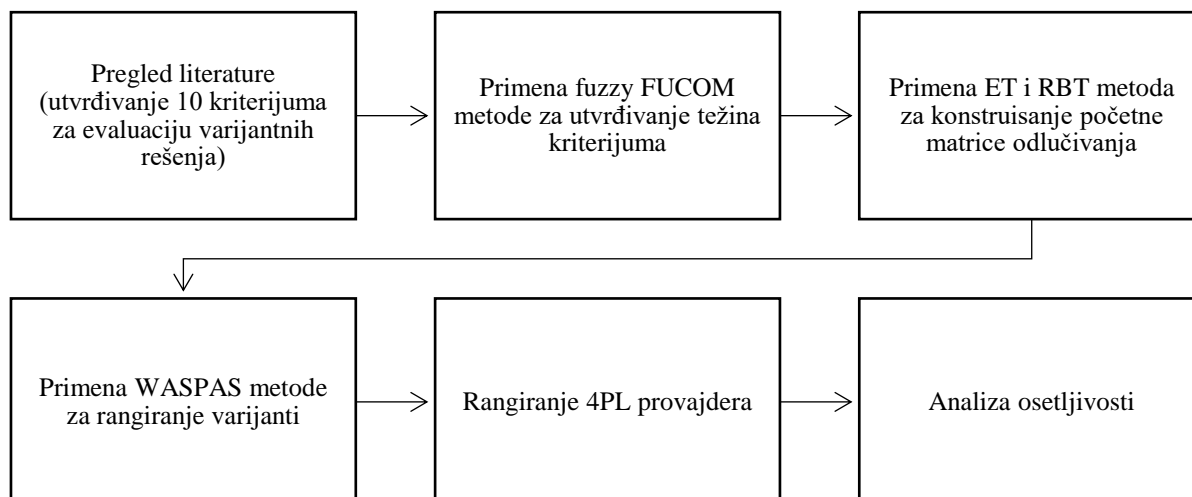 Pregled literature
(utvrđivanje 10 kriterijuma
za evaluaciju varijantnih
rešenja)
Primena fuzzy FUCOM
metode za utvrđivanje težina
kriterijuma
Primena ET i RBT metoda
za konstruisanje početne
matrice odlučivanja
Primena WASPAS metode
za rangiranje varijanti
Rangiranje 4PL provajdera
Analiza osetljivosti